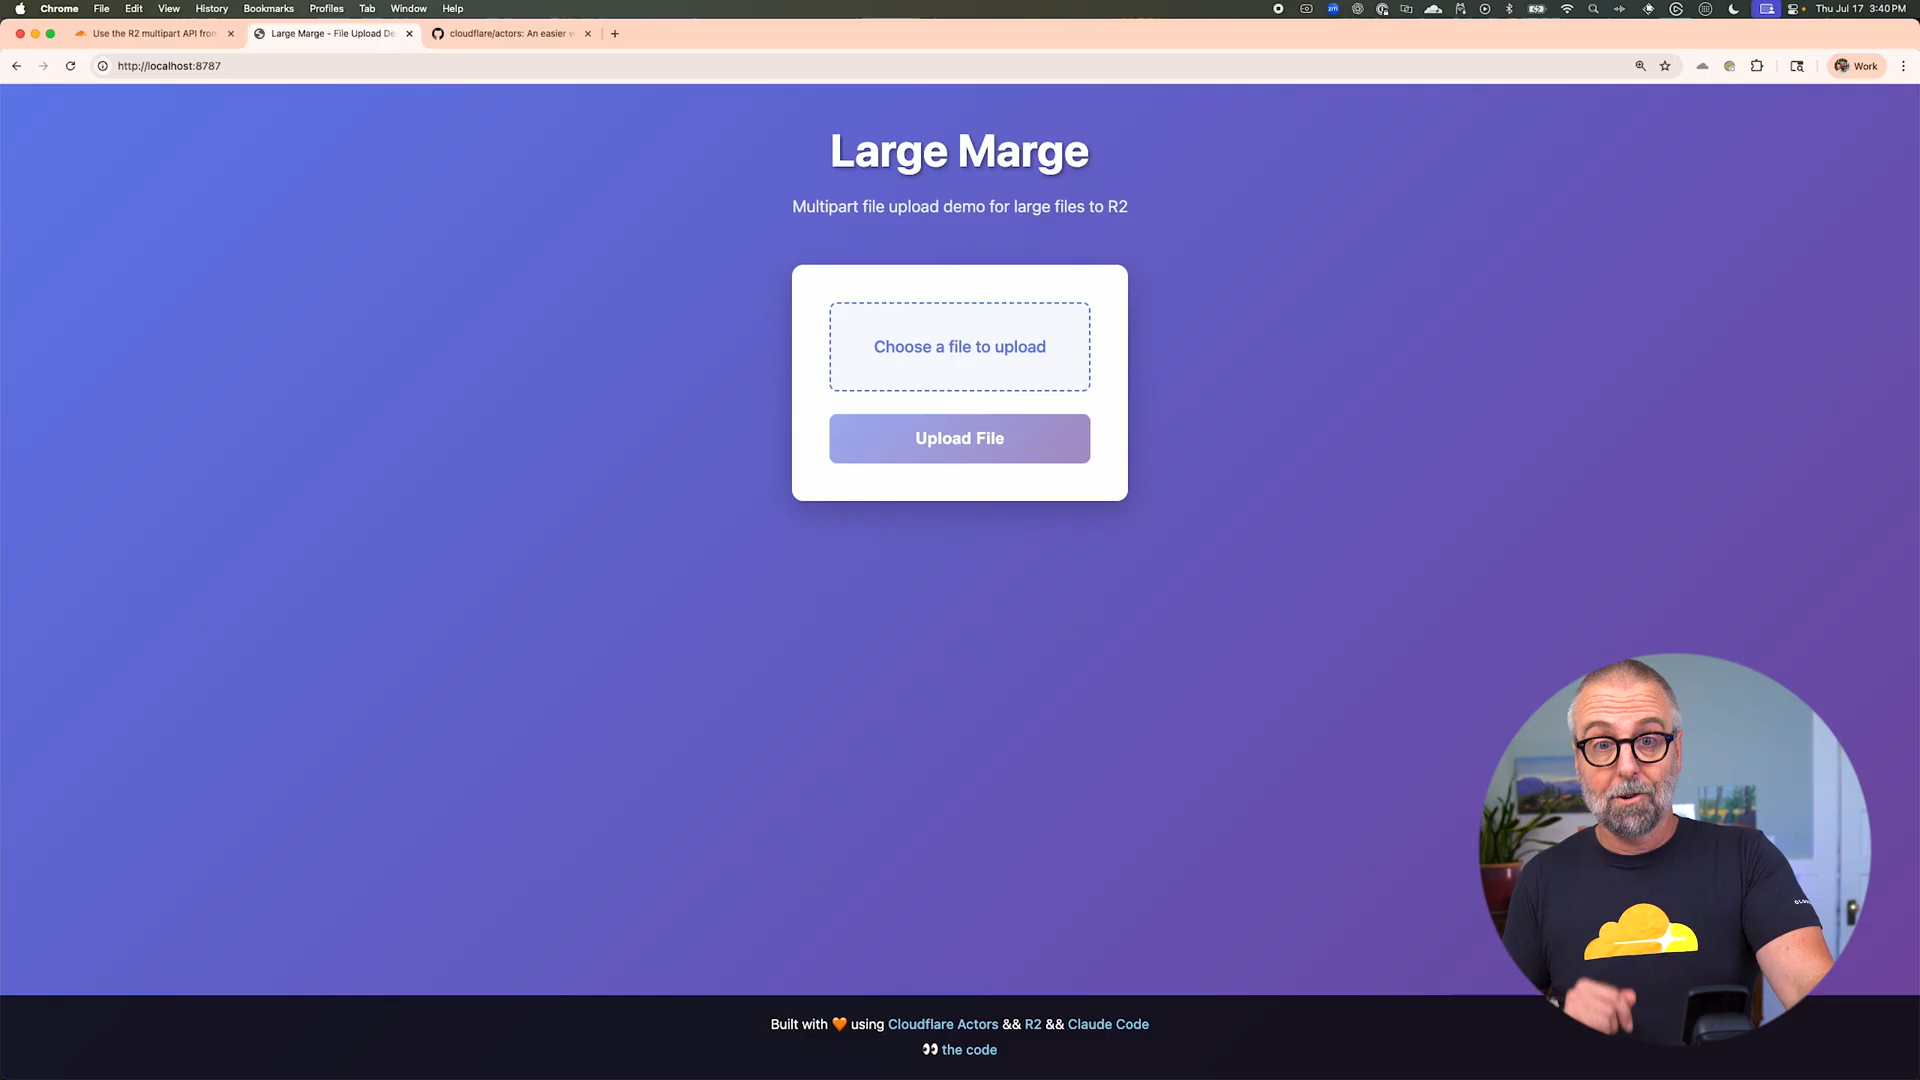 Chrome File Edit View History Bookmarks Profiles Tab Window Help
Thu Jul 17 3:40 PM
Use the R2 multipart API from
Large Marge - File Upload De
cloudflare/actors: An easier w
http://localhost:8787
Work
Large Marge
Multipart file upload demo for large files to R2
Choose a file to upload
Upload File
Built with 🧡 using Cloudflare Actors && R2 && Claude Code
👀 the code